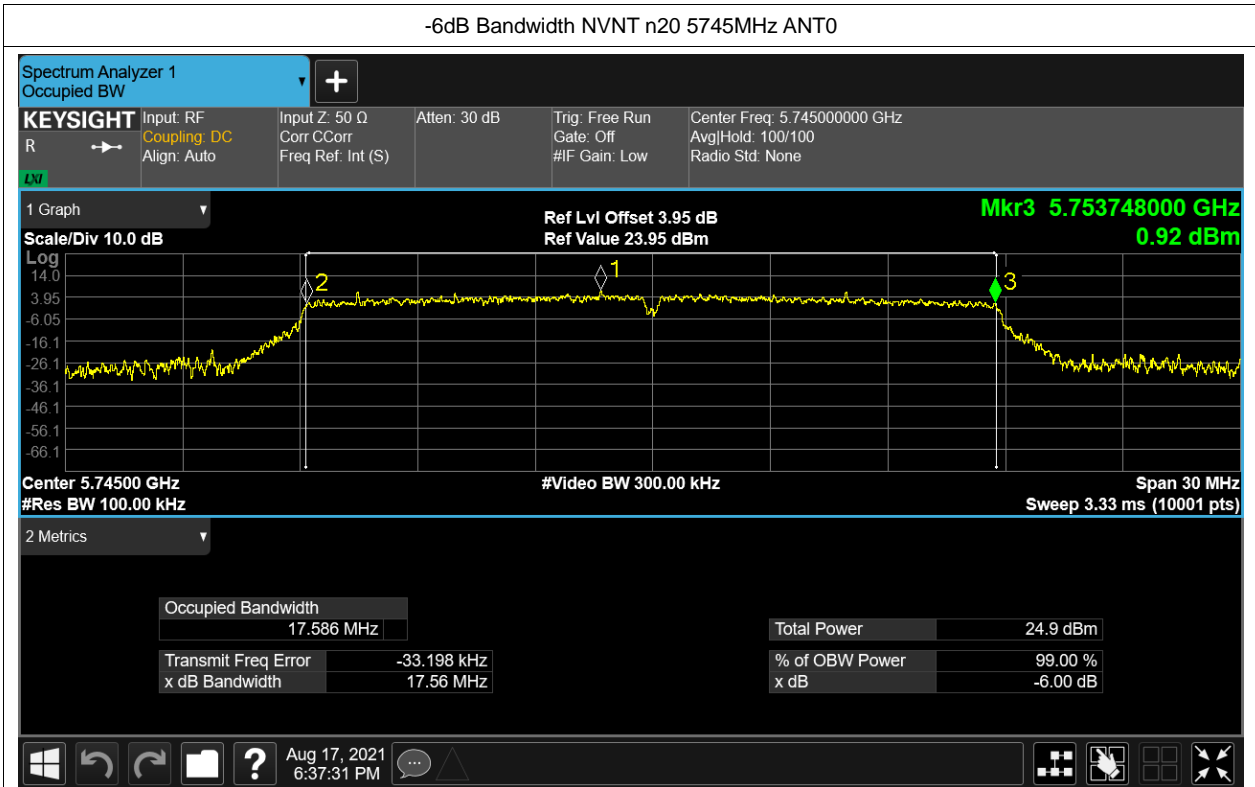 -6dB Bandwidth NVNT n20 5745MHz ANT0
Spectrum Analyzer 1
Occupied BW
KEYSIGHT
R
LXI
Input: RF
Coupling: DC
Align: Auto
Input Z: 50 Ω
Corr CCorr
Freq Ref: Int (S)
Atten: 30 dB
Trig: Free Run
Gate: Off
#IF Gain: Low
Center Freq: 5.745000000 GHz
Avg|Hold: 100/100
Radio Std: None
1 Graph
Scale/Div 10.0 dB
Ref Lvl Offset 3.95 dB
Ref Value 23.95 dBm
Mkr3 5.753748000 GHz
0.92 dBm
Log
14.0
3.95
-6.05
-16.1
-26.1
-36.1
-46.1
-56.1
-66.1
2
1
3
Center 5.74500 GHz
#Res BW 100.00 kHz
#Video BW 300.00 kHz
Span 30 MHz
Sweep 3.33 ms (10001 pts)
2 Metrics
Occupied Bandwidth
17.586 MHz
Transmit Freq Error -33.198 kHz
x dB Bandwidth 17.56 MHz
Total Power 24.9 dBm
% of OBW Power 99.00 %
x dB -6.00 dB
?
Aug 17, 2021
6:37:31 PM